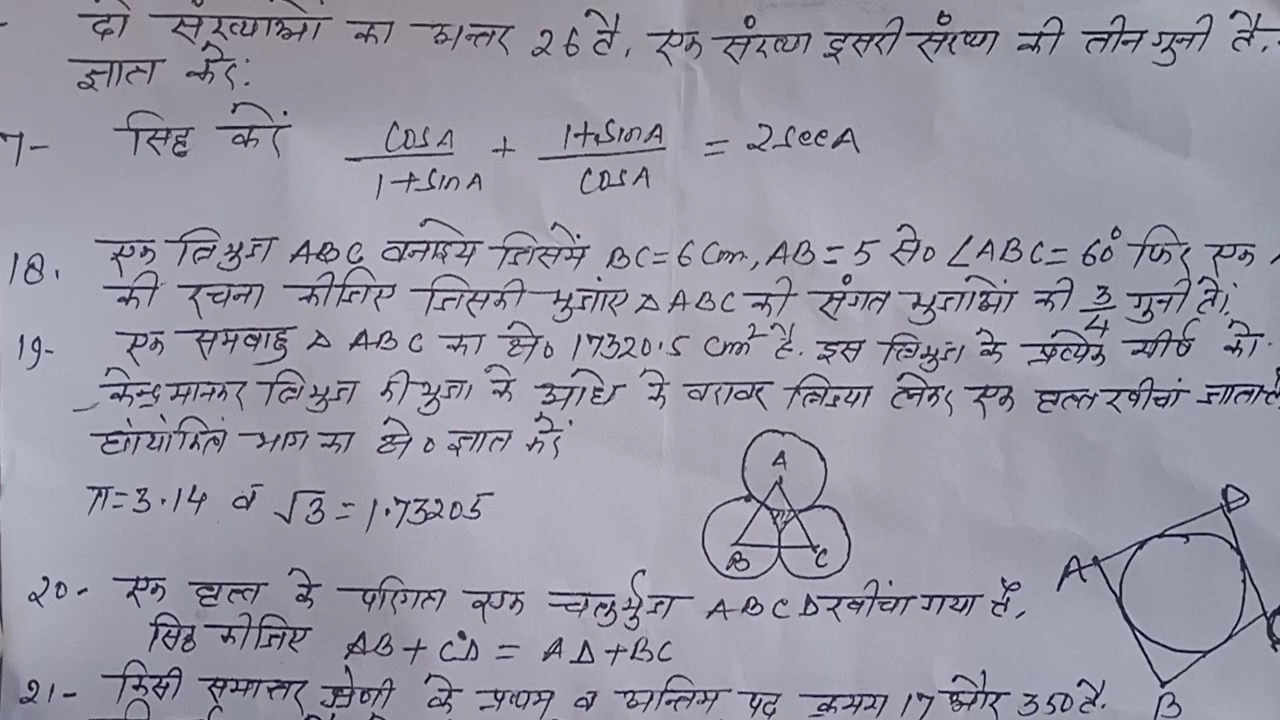 दो संख्याओं का अन्तर 26 है, एक संख्या दूसरी संख्या की तीन गुनी है.
ज्ञात करें:
7- सिद्ध करें cosA/1+sinA + 1+sinA/cosA = 2secA
18. एक त्रिभुज ABC बनाइये जिसमें BC=6cm, AB=5 से० ∠ABC=60° फिर एक
की रचना कीजिए जिसकी भुजाएं △ABC की संगत भुजाओं की 3/4 गुनी हैं.
19- एक समबाहु △ ABC का क्षे० 17320.5 cm² है. इस त्रिभुज के प्रत्येक शीर्ष को
केन्द्र मानकर त्रिभुज की भुजा के आधे के बराबर त्रिज्या लेकर एक वृत्त खींचा जाता है
छायांकित भाग का क्षे० ज्ञात करें
π=3.14 व √3=1.73205
A
B C
20- एक वृत्त के परिगत एक चतुर्भुज ABCD खींचा गया है,
सिद्ध कीजिए AB+CD = AD+BC
D
A
B
21- किसी समान्तर श्रेणी के प्रथम व अन्तिम पद क्रमश 17 और 350 है.